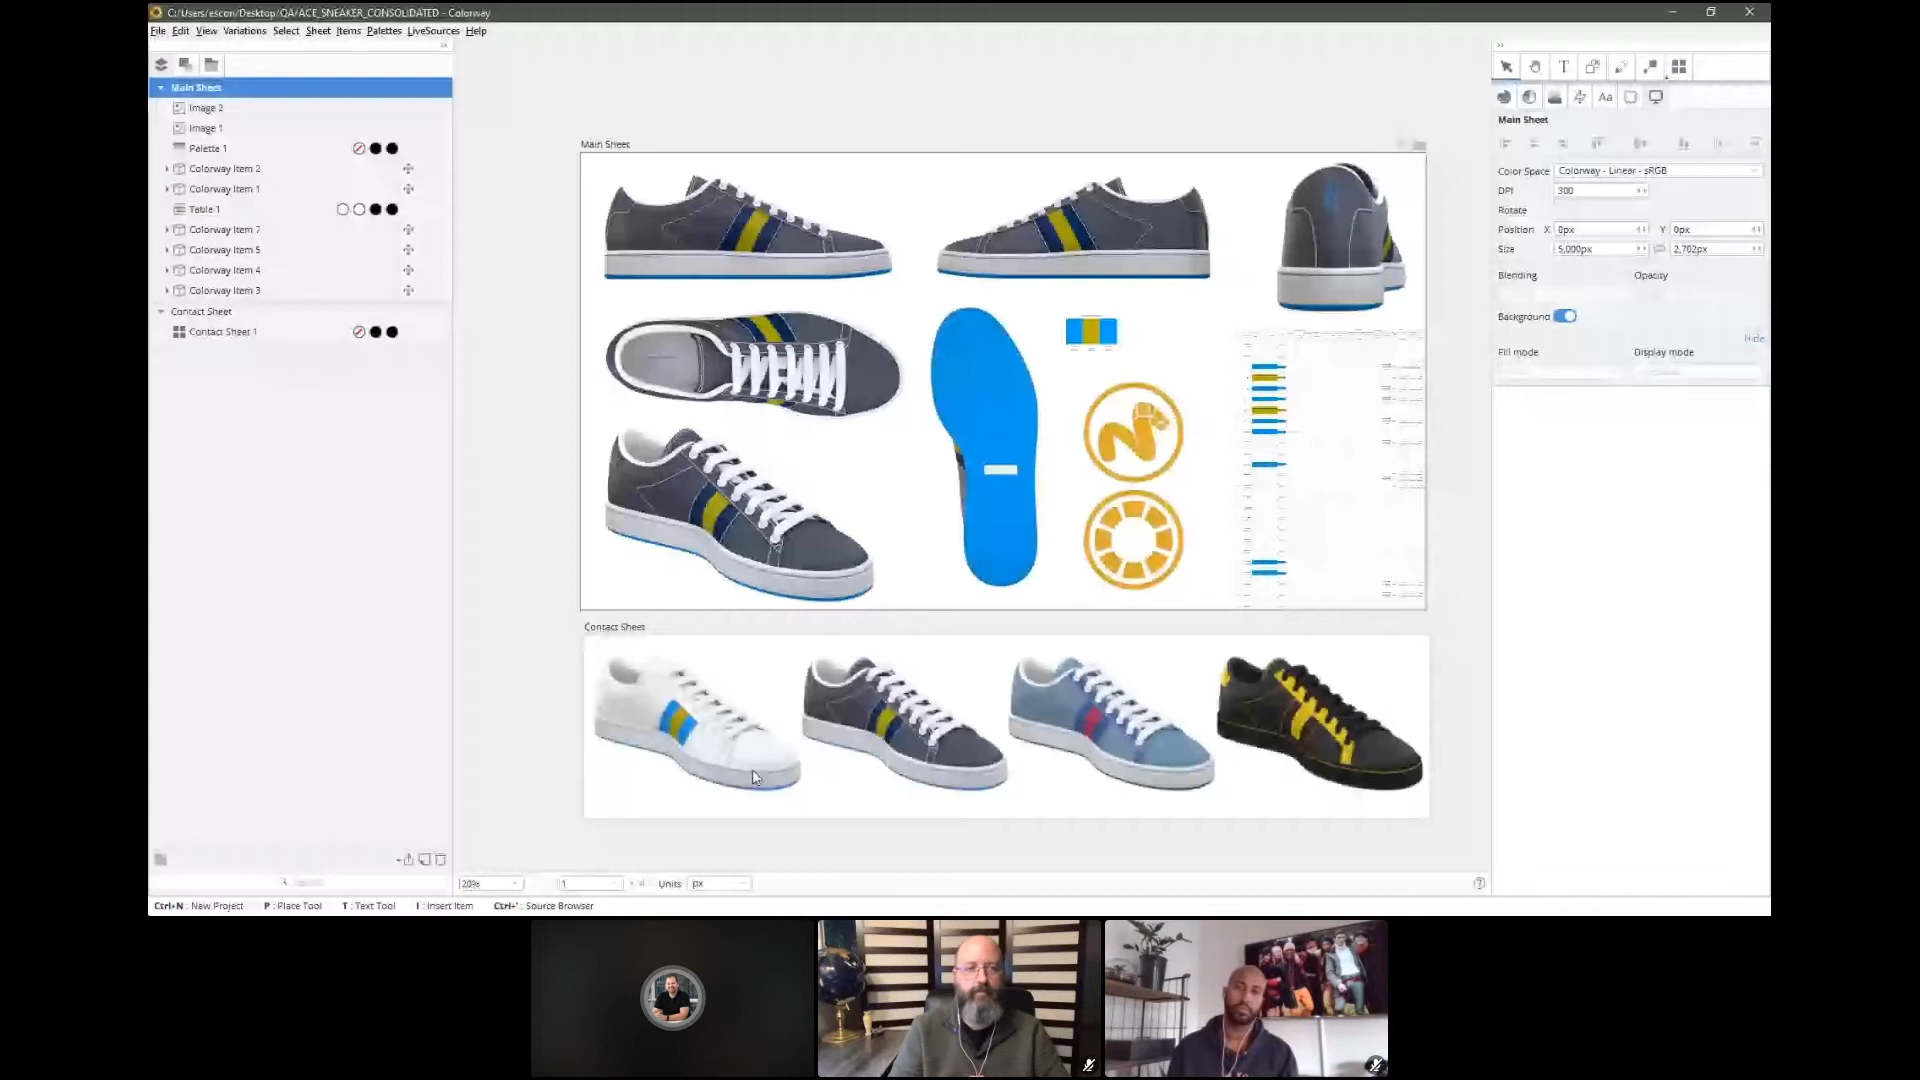 C:/Users/escon/Desktop/QA/ACE_SNEAKER_CONSOLIDATED - Colorway
File Edit View Variations Select Sheet Items Palettes LiveSources Help
Main Sheet
Image 2
Image 1
Palette 1
Colorway Item 2
Colorway Item 1
Table 1
Colorway Item 7
Colorway Item 5
Colorway Item 4
Colorway Item 3
Contact Sheet
Contact Sheet 1
Main Sheet
Contact Sheet
20%
1
Units px
Ctrl+N : New Project P : Place Tool T : Text Tool I : Insert Item Ctrl+' : Source Browser
Main Sheet
Color Space Colorway - Linear - sRGB
DPI 300
Rotate
Position X 0px Y 0px
Size 5,000px 2,702px
Blending Opacity
Background
Hide
Fill mode Display mode